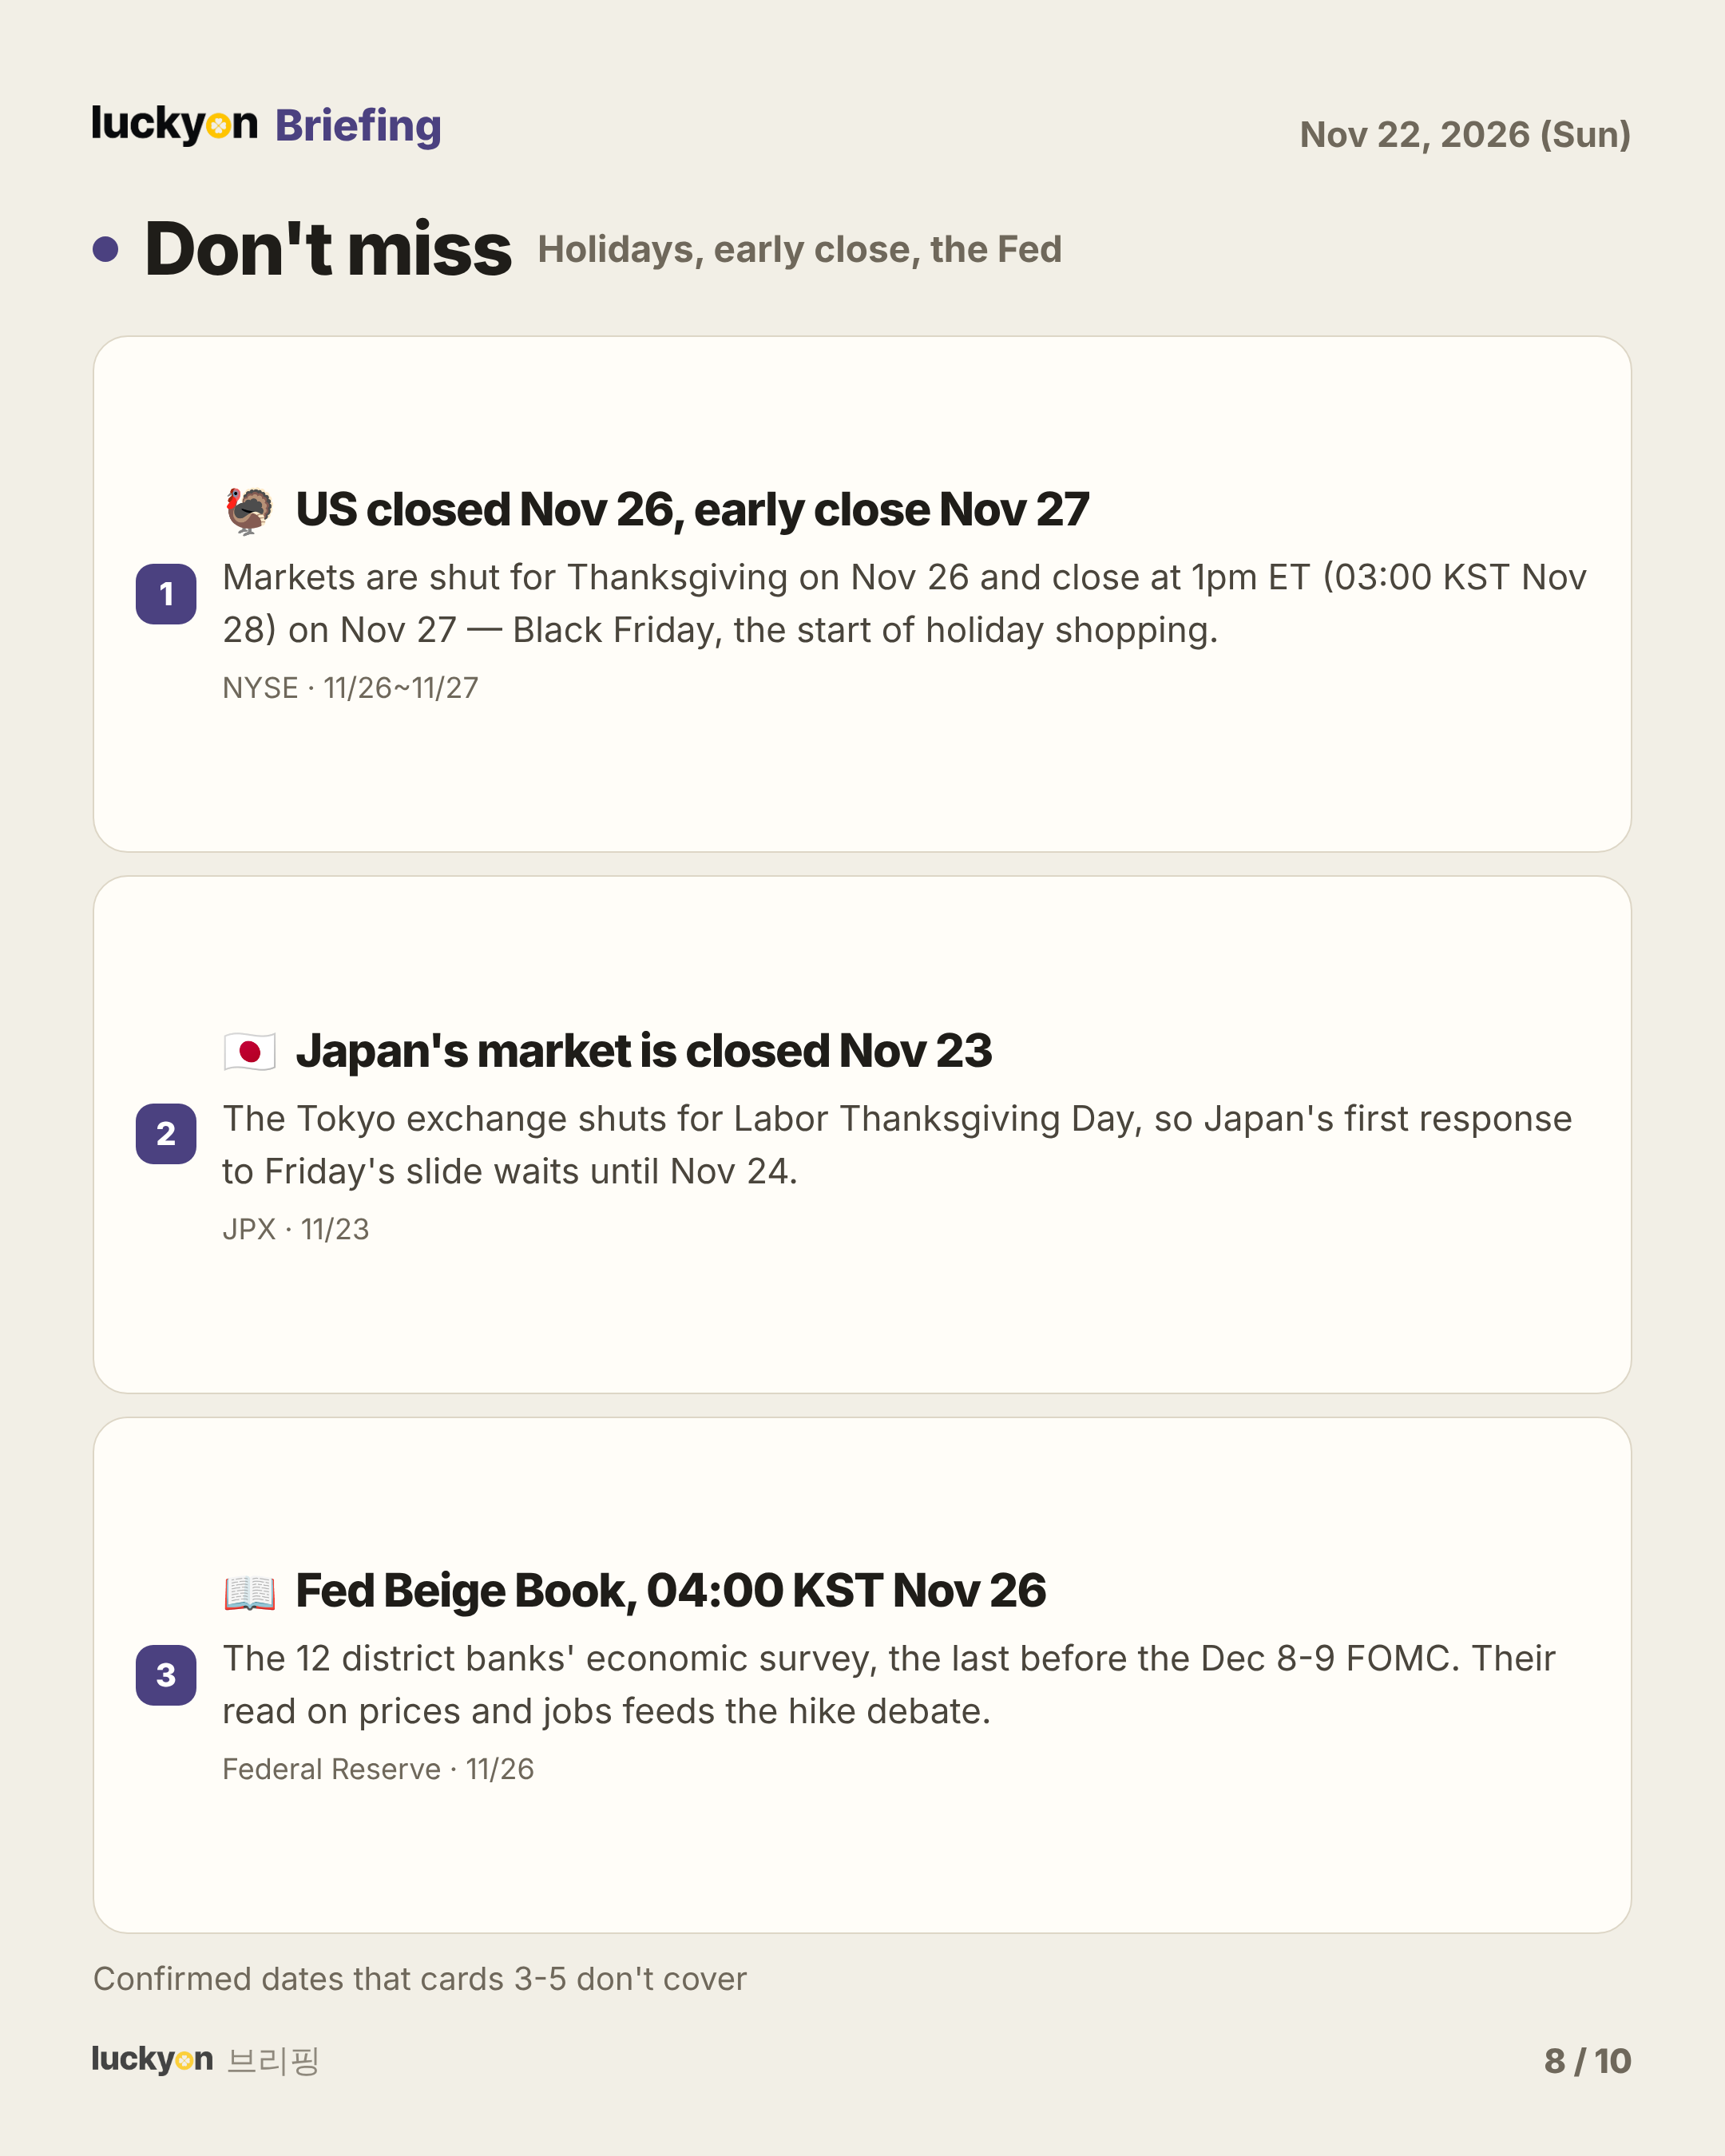 luckyon Briefing
Nov 22, 2026 (Sun)
Don't miss Holidays, early close, the Fed
🦃 US closed Nov 26, early close Nov 27
1
Markets are shut for Thanksgiving on Nov 26 and close at 1pm ET (03:00 KST Nov
28) on Nov 27 — Black Friday, the start of holiday shopping.
NYSE · 11/26~11/27
🇯🇵 Japan's market is closed Nov 23
2
The Tokyo exchange shuts for Labor Thanksgiving Day, so Japan's first response
to Friday's slide waits until Nov 24.
JPX · 11/23
📖 Fed Beige Book, 04:00 KST Nov 26
3
The 12 district banks' economic survey, the last before the Dec 8-9 FOMC. Their
read on prices and jobs feeds the hike debate.
Federal Reserve · 11/26
Confirmed dates that cards 3-5 don't cover
luckyon 브리핑
8 / 10